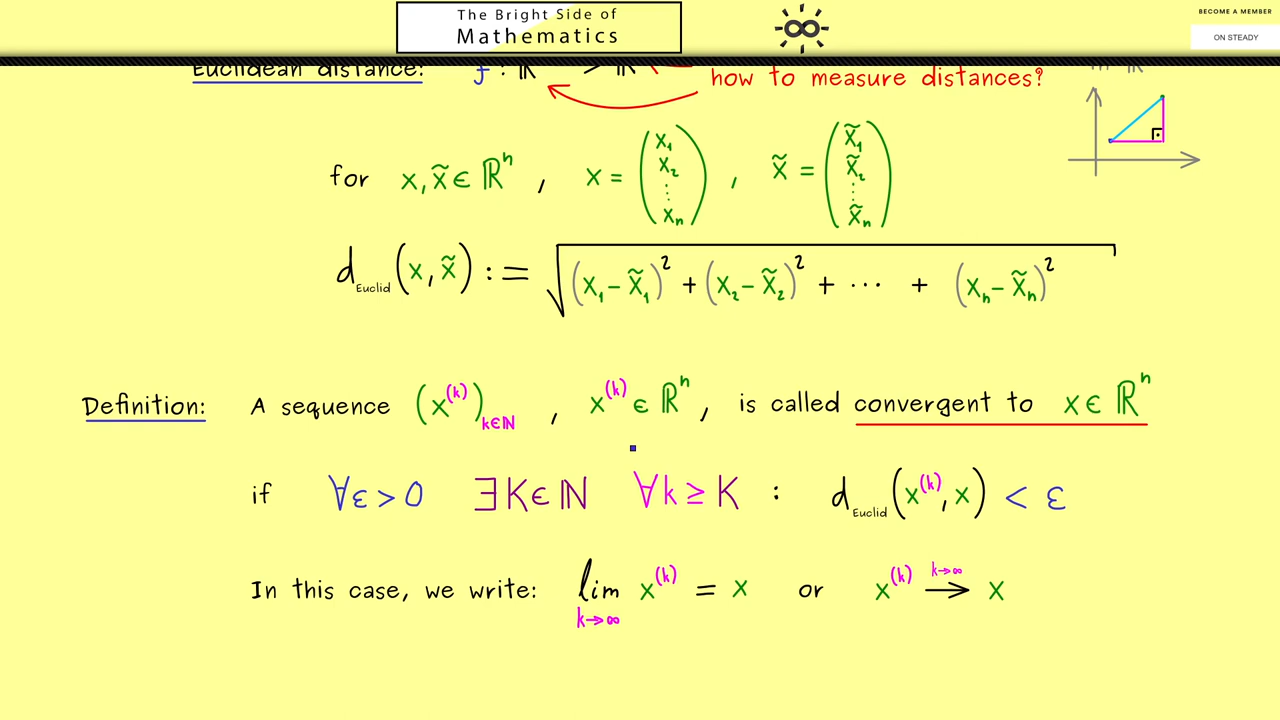 The Bright Side of
Mathematics
BECOME A MEMBER
ON STEADY
Euclidean distance: f : ℝ
how to measure distances?
for x, x̃ ∈ ℝⁿ , x = (x₁ x₂ ⋮ xₙ) , x̃ = (x̃₁ x̃₂ ⋮ x̃ₙ)
d_Euclid(x, x̃) := √((x₁ − x̃₁)² + (x₂ − x̃₂)² + ⋯ + (xₙ − x̃ₙ)²)
Definition: A sequence (x⁽ᵏ⁾)_k∈ℕ , x⁽ᵏ⁾ ∈ ℝⁿ , is called convergent to x ∈ ℝⁿ
if ∀ε > 0 ∃K ∈ ℕ ∀k ≥ K : d_Euclid(x⁽ᵏ⁾, x) < ε
In this case, we write: lim_k→∞ x⁽ᵏ⁾ = x or x⁽ᵏ⁾ —k→∞→ x